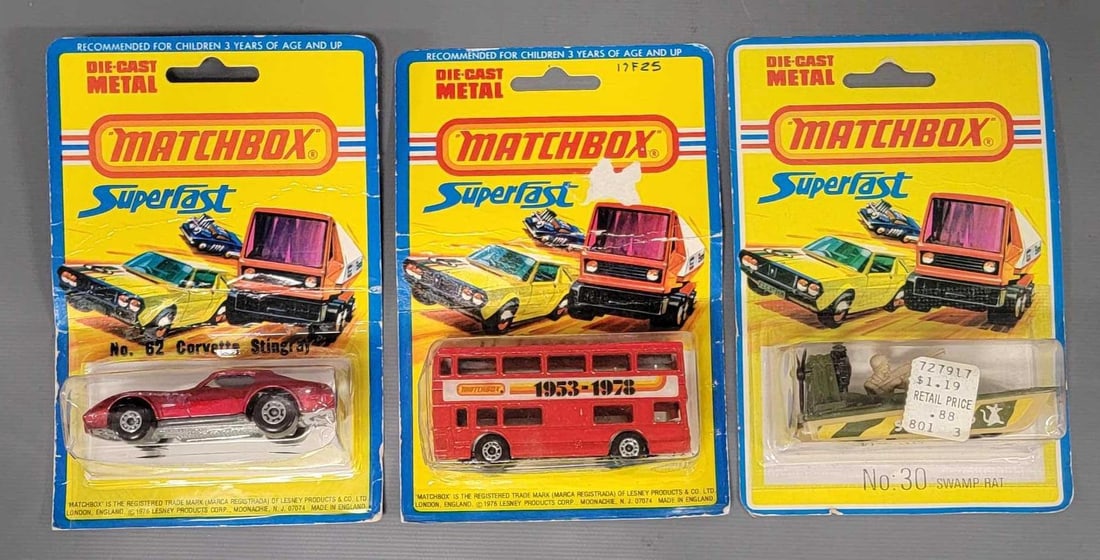 RECOMMENDED FOR CHILDREN 3 YEARS OF AGE AND UP
DIE-CAST
METAL
"MATCHBOX"®
Superfast
No. 62 Corvette Stingray
"MATCHBOX" IS THE REGISTERED TRADE MARK (MARCA REGISTRADA) OF LESNEY PRODUCTS & CO. LTD.
LONDON, ENGLAND. © 1976 LESNEY PRODUCTS CORP., MOONACHIE, N. J. 07074 MADE IN ENGLAND
RECOMMENDED FOR CHILDREN 3 YEARS OF AGE AND UP
17F25
DIE-CAST
METAL
"MATCHBOX"®
Superfast
MATCHBOX
1953-1978
"MATCHBOX" IS THE REGISTERED TRADE MARK (MARCA REGISTRADA) OF LESNEY PRODUCTS & CO. LTD.
LONDON, ENGLAND. © 1976 LESNEY PRODUCTS CORP., MOONACHIE, N. J. 07074 MADE IN ENGLAND
DIE-CAST
METAL
"MATCHBOX"®
Superfast
727917
$1.19
RETAIL PRICE
.88
801 3
No: 30 SWAMP RAT